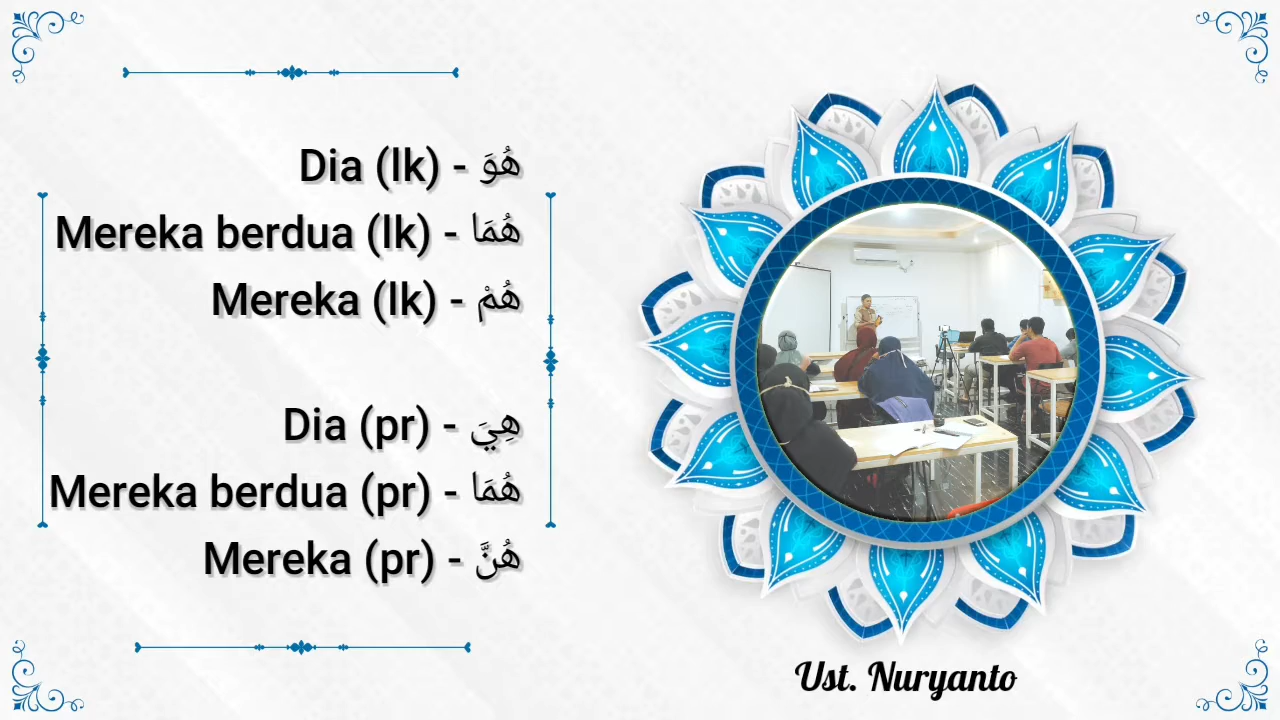 Dia (lk) - هُوَ
Mereka berdua (lk) - هُمَا
Mereka (lk) - هُمْ
Dia (pr) - هِيَ
Mereka berdua (pr) - هُمَا
Mereka (pr) - هُنَّ
Ust. Nuryanto